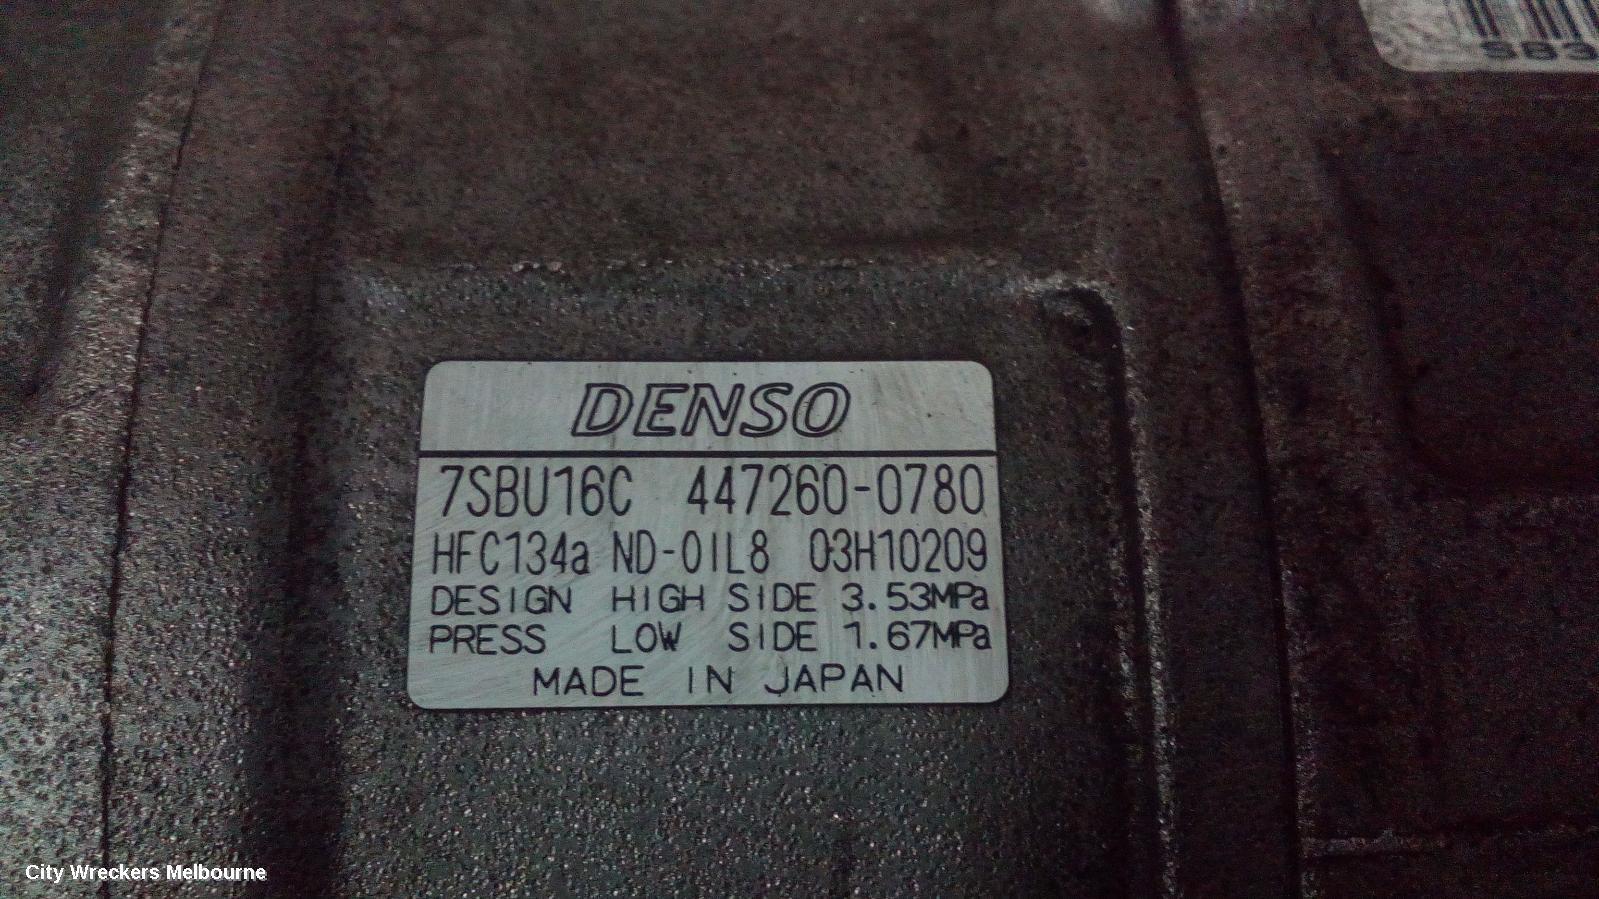 SB3
DENSO
7SBU16C 447260-0780
HFC134a ND-OIL8 03H10209
DESIGN HIGH SIDE 3.53MPa
PRESS LOW SIDE 1.67MPa
MADE IN JAPAN
City Wreckers Melbourne